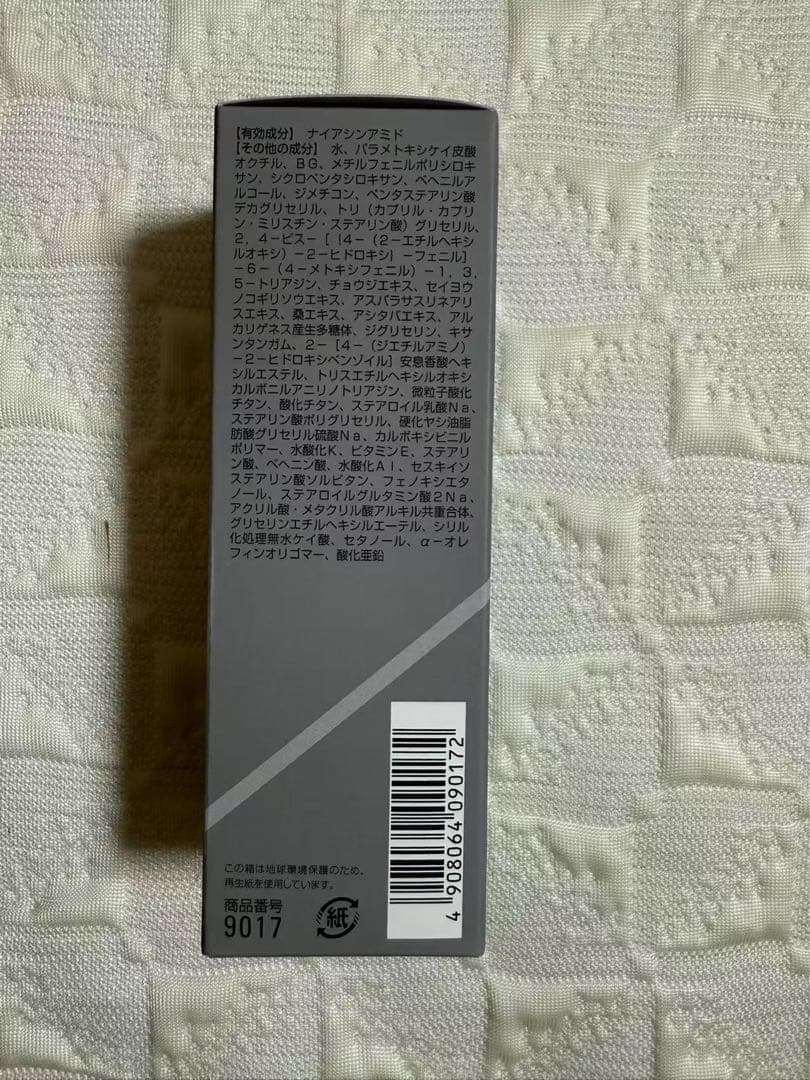 【有効成分】 ナイアシンアミド
【その他の成分】 水、パラメトキシケイ皮酸
オクチル、ＢＧ、メチルフェニルポリシロキ
サン、シクロペンタシロキサン、ベヘニルア
ルコール、ジメチコン、ペンタステアリン酸
デカグリセリル、トリ（カプリル・カプリ
ン・ミリスチン・ステアリン酸）グリセリル、
２，４－ビス－［［４－（２－エチルヘキシ
ルオキシ）－２－ヒドロキシ］－フェニル］
－６－（４－メトキシフェニル）－１，３，
５－トリアジン、チョウジエキス、セイヨウ
ノコギリソウエキス、アスパラサスリネアリ
スエキス、桑エキス、アシタバエキス、アル
カリゲネス産生多糖体、ジグリセリン、キサ
ンタンガム、２－［４－（ジエチルアミノ）
－２－ヒドロキシベンゾイル］安息香酸ヘキ
シルエステル、トリスエチルヘキシルオキシ
カルボニルアニリノトリアジン、微粒子酸化
チタン、酸化チタン、ステアロイル乳酸Ｎａ、
ステアリン酸ポリグリセリル、硬化ヤシ油脂
肪酸グリセリル硫酸Ｎａ、カルボキシビニル
ポリマー、水酸化Ｋ、ビタミンＥ、ステアリ
ン酸、ベヘニン酸、水酸化Ａｌ、セスキイソ
ステアリン酸ソルビタン、フェノキシエタ
ノール、ステアロイルグルタミン酸２Ｎａ、
アクリル酸・メタクリル酸アルキル共重合体、
グリセリンエチルヘキシルエーテル、シリル
化処理無水ケイ酸、セタノール、α－オレ
フィンオリゴマー、酸化亜鉛
この箱は地球環境保護のため、
再生紙を使用しています。
商品番号
9017
紙
4 908064 090172